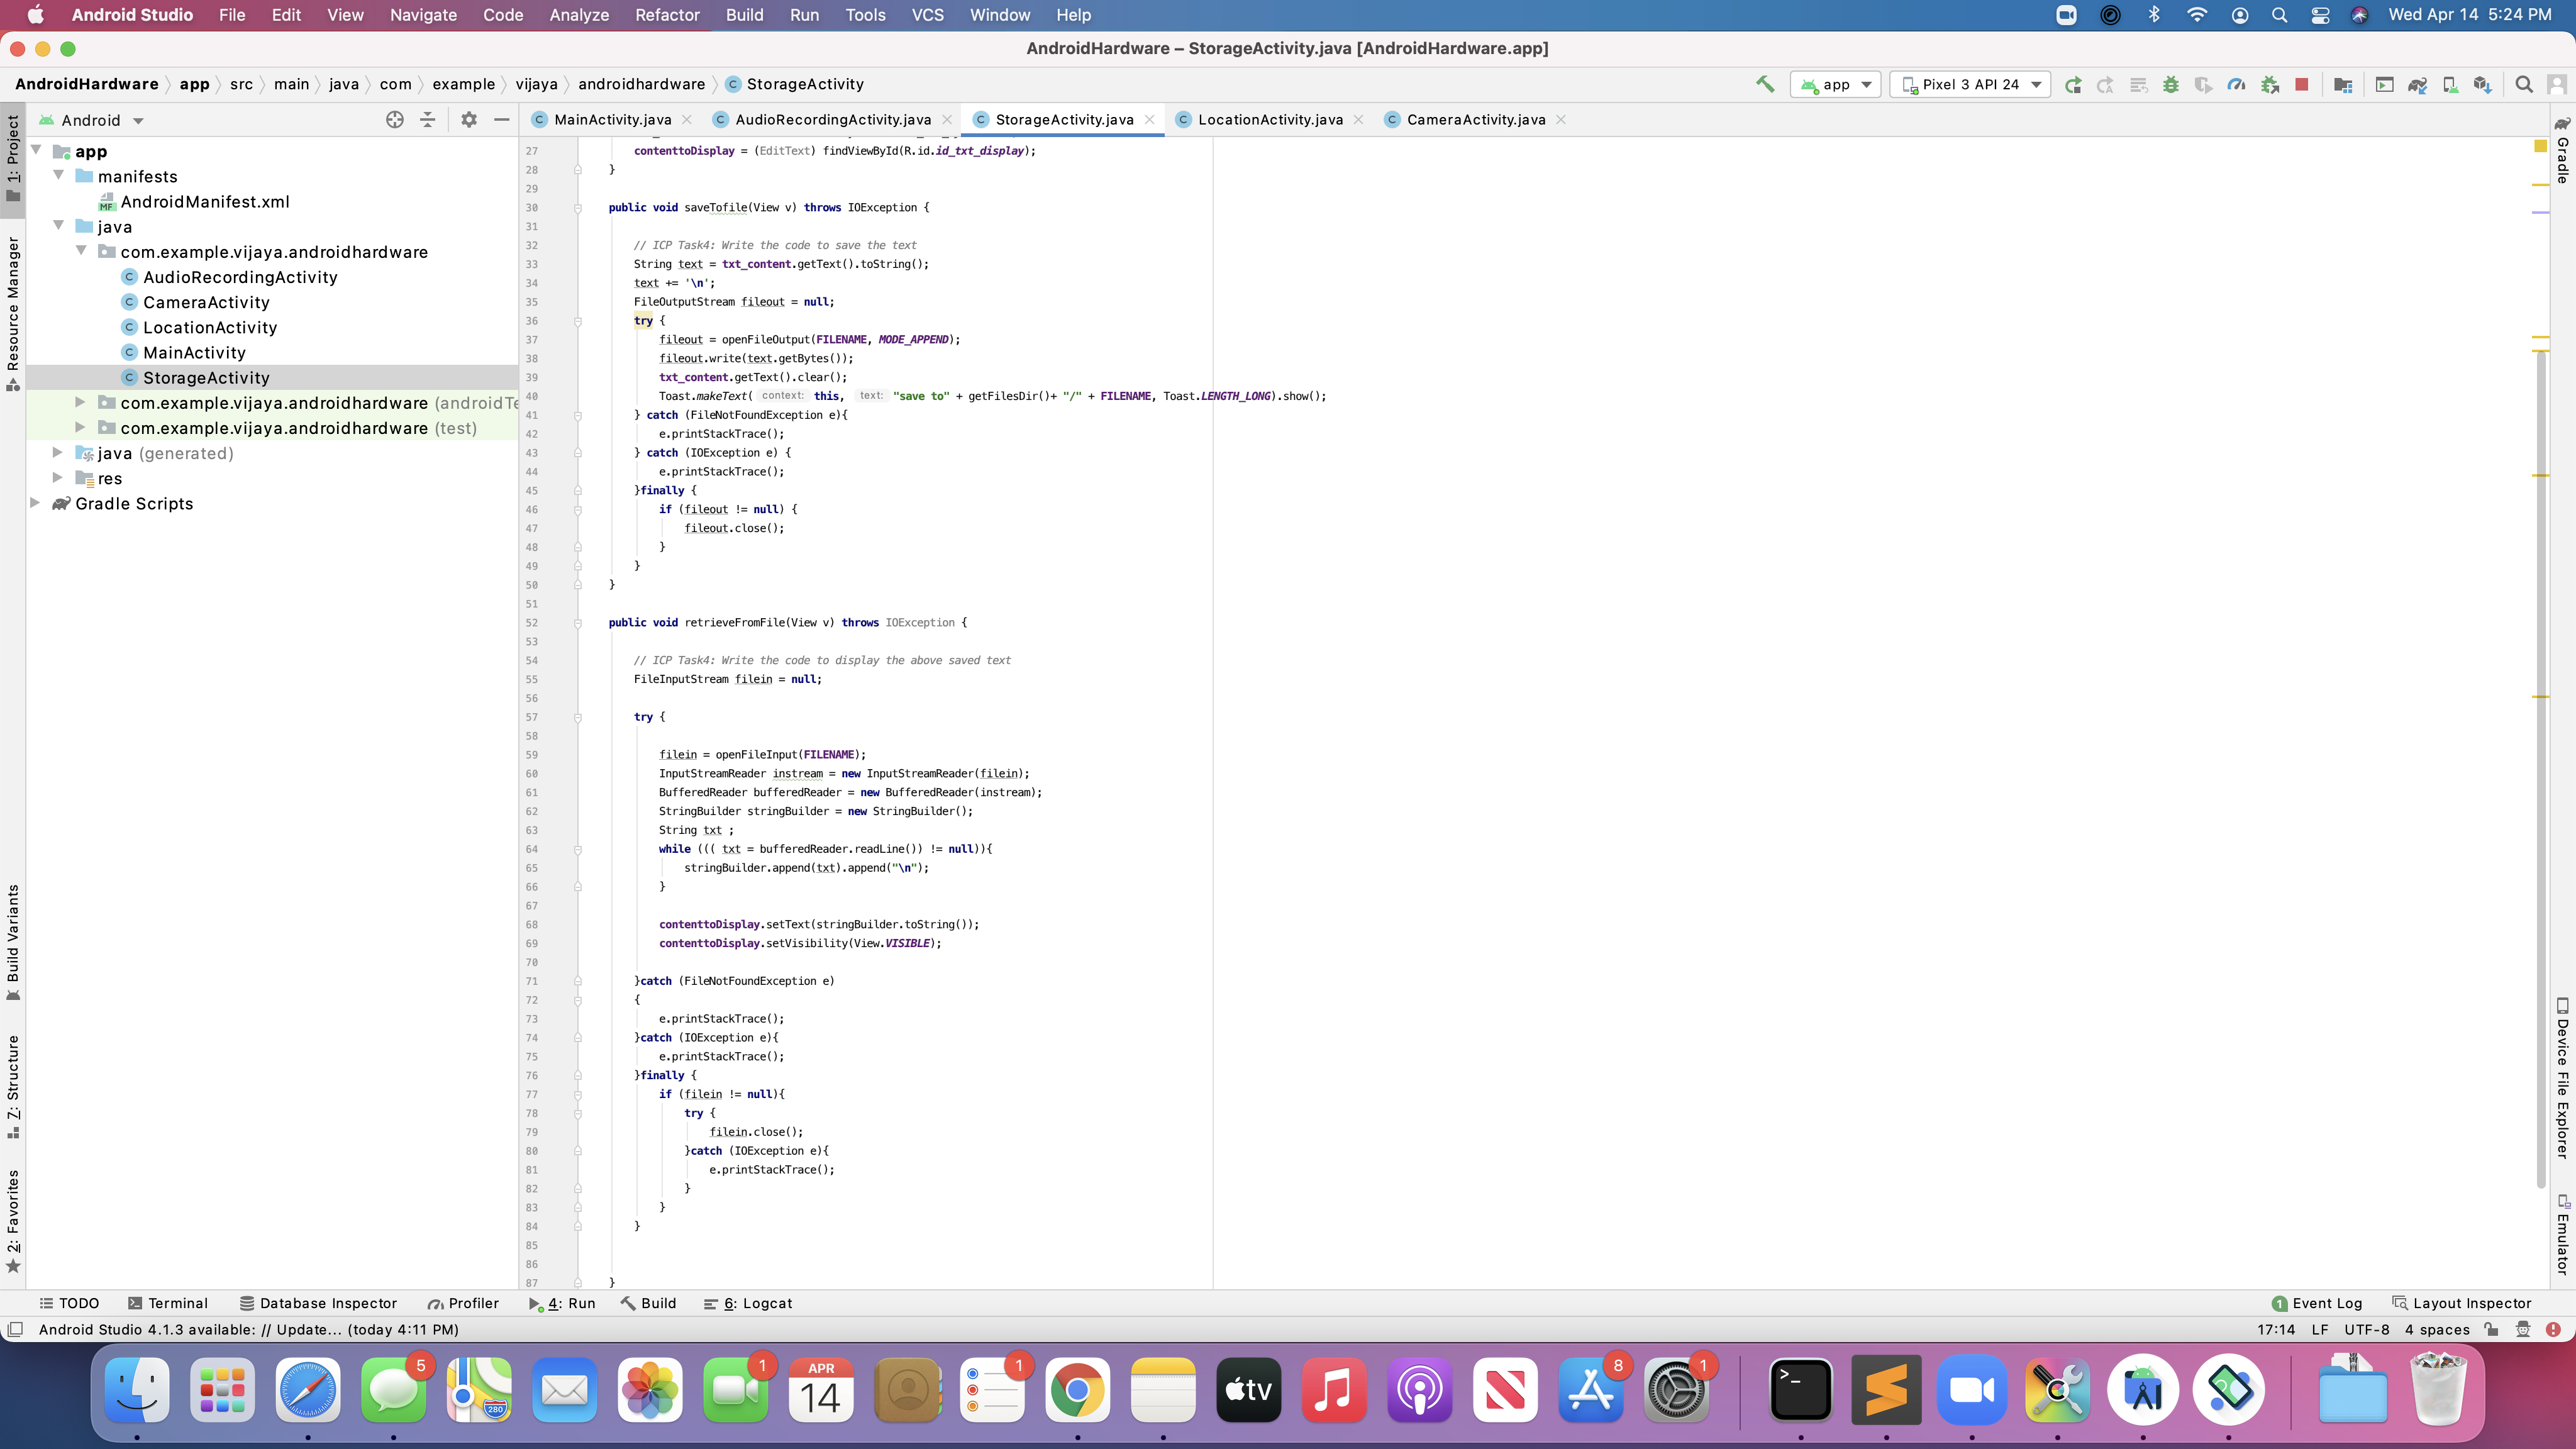 Android Studio File Edit View Navigate Code Analyze Refactor Build Run Tools VCS Window Help Wed Apr 14 5:24 PM
AndroidHardware – StorageActivity.java [AndroidHardware.app]
AndroidHardware app src main java com example vijaya androidhardware C StorageActivity app Pixel 3 API 24
Android
C MainActivity.java C AudioRecordingActivity.java C StorageActivity.java C LocationActivity.java C CameraActivity.java
1: Project
Resource Manager
Build Variants
7: Structure
2: Favorites
app
manifests
MF AndroidManifest.xml
java
com.example.vijaya.androidhardware
C AudioRecordingActivity
C CameraActivity
C LocationActivity
C MainActivity
C StorageActivity
com.example.vijaya.androidhardware (androidTe
com.example.vijaya.androidhardware (test)
java (generated)
res
Gradle Scripts
27 contenttoDisplay = (EditText) findViewById(R.id.id_txt_display);
28 }
29
30 public void saveTofile(View v) throws IOException {
31
32 // ICP Task4: Write the code to save the text
33 String text = txt_content.getText().toString();
34 text += '\n';
35 FileOutputStream fileout = null;
36 try {
37 fileout = openFileOutput(FILENAME, MODE_APPEND);
38 fileout.write(text.getBytes());
39 txt_content.getText().clear();
40 Toast.makeText( context: this, text: "save to" + getFilesDir()+ "/" + FILENAME, Toast.LENGTH_LONG).show();
41 } catch (FileNotFoundException e){
42 e.printStackTrace();
43 } catch (IOException e) {
44 e.printStackTrace();
45 }finally {
46 if (fileout != null) {
47 fileout.close();
48 }
49 }
50 }
51
52 public void retrieveFromFile(View v) throws IOException {
53
54 // ICP Task4: Write the code to display the above saved text
55 FileInputStream filein = null;
56
57 try {
58
59 filein = openFileInput(FILENAME);
60 InputStreamReader instream = new InputStreamReader(filein);
61 BufferedReader bufferedReader = new BufferedReader(instream);
62 StringBuilder stringBuilder = new StringBuilder();
63 String txt ;
64 while ((( txt = bufferedReader.readLine()) != null)){
65 stringBuilder.append(txt).append("\n");
66 }
67
68 contenttoDisplay.setText(stringBuilder.toString());
69 contenttoDisplay.setVisibility(View.VISIBLE);
70
71 }catch (FileNotFoundException e)
72 {
73 e.printStackTrace();
74 }catch (IOException e){
75 e.printStackTrace();
76 }finally {
77 if (filein != null){
78 try {
79 filein.close();
80 }catch (IOException e){
81 e.printStackTrace();
82 }
83 }
84 }
85
86
87 }
Gradle
Device File Explorer
Emulator
TODO Terminal Database Inspector Profiler 4: Run Build 6: Logcat 1 Event Log Layout Inspector
Android Studio 4.1.3 available: // Update... (today 4:11 PM) 17:14 LF UTF-8 4 spaces
5 280 1 APR 14 1 tv 8 1 >_